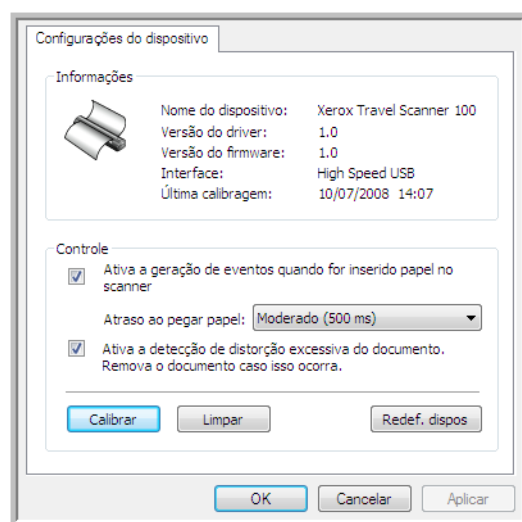 Configurações do dispositivo
Informações
Nome do dispositivo: Xerox Travel Scanner 100
Versão do driver: 1.0
Versão do firmware: 1.0
Interface: High Speed USB
Última calibragem: 10/07/2008 14:07
Controle
Ativa a geração de eventos quando for inserido papel no
scanner
Atraso ao pegar papel: Moderado (500 ms)
Ativa a detecção de distorção excessiva do documento.
Remova o documento caso isso
ocorra.
Calibrar Limpar Redef. dispos
OK Cancelar Aplicar